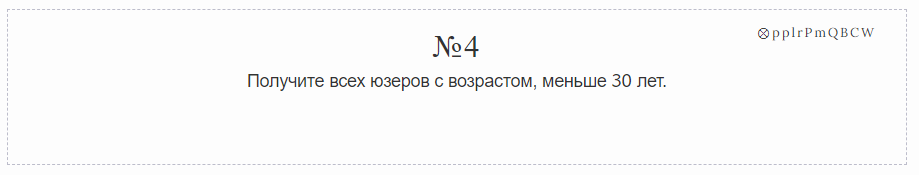 №4
⊗pplrPmQBCW
Получите всех юзеров с возрастом, меньше 30 лет.